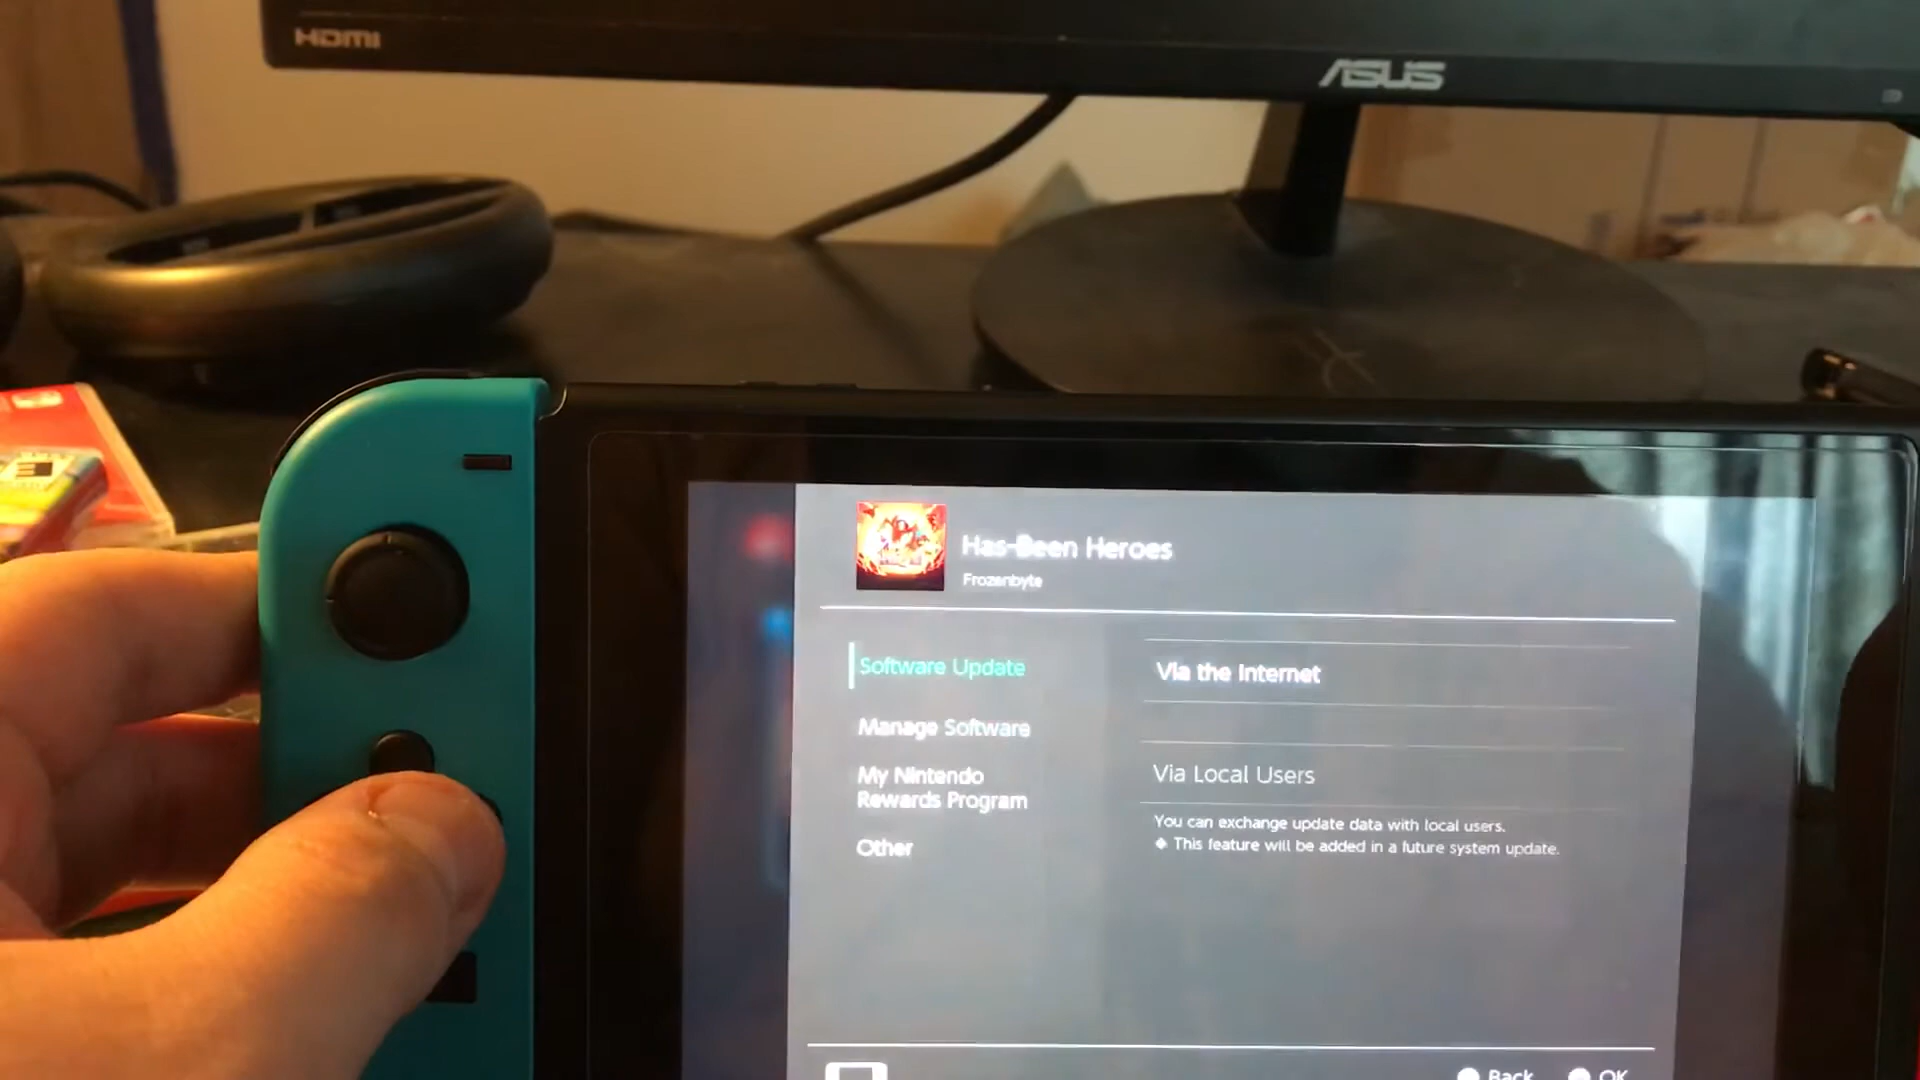 HDMI
ASUS
Has-Been Heroes
Frozenbyte
Software Update
Via the Internet
Manage Software
Via Local Users
My Nintendo
Rewards Program
You can exchange update data with local users.
◆ This feature will be added in a future system update.
Other
Back
OK